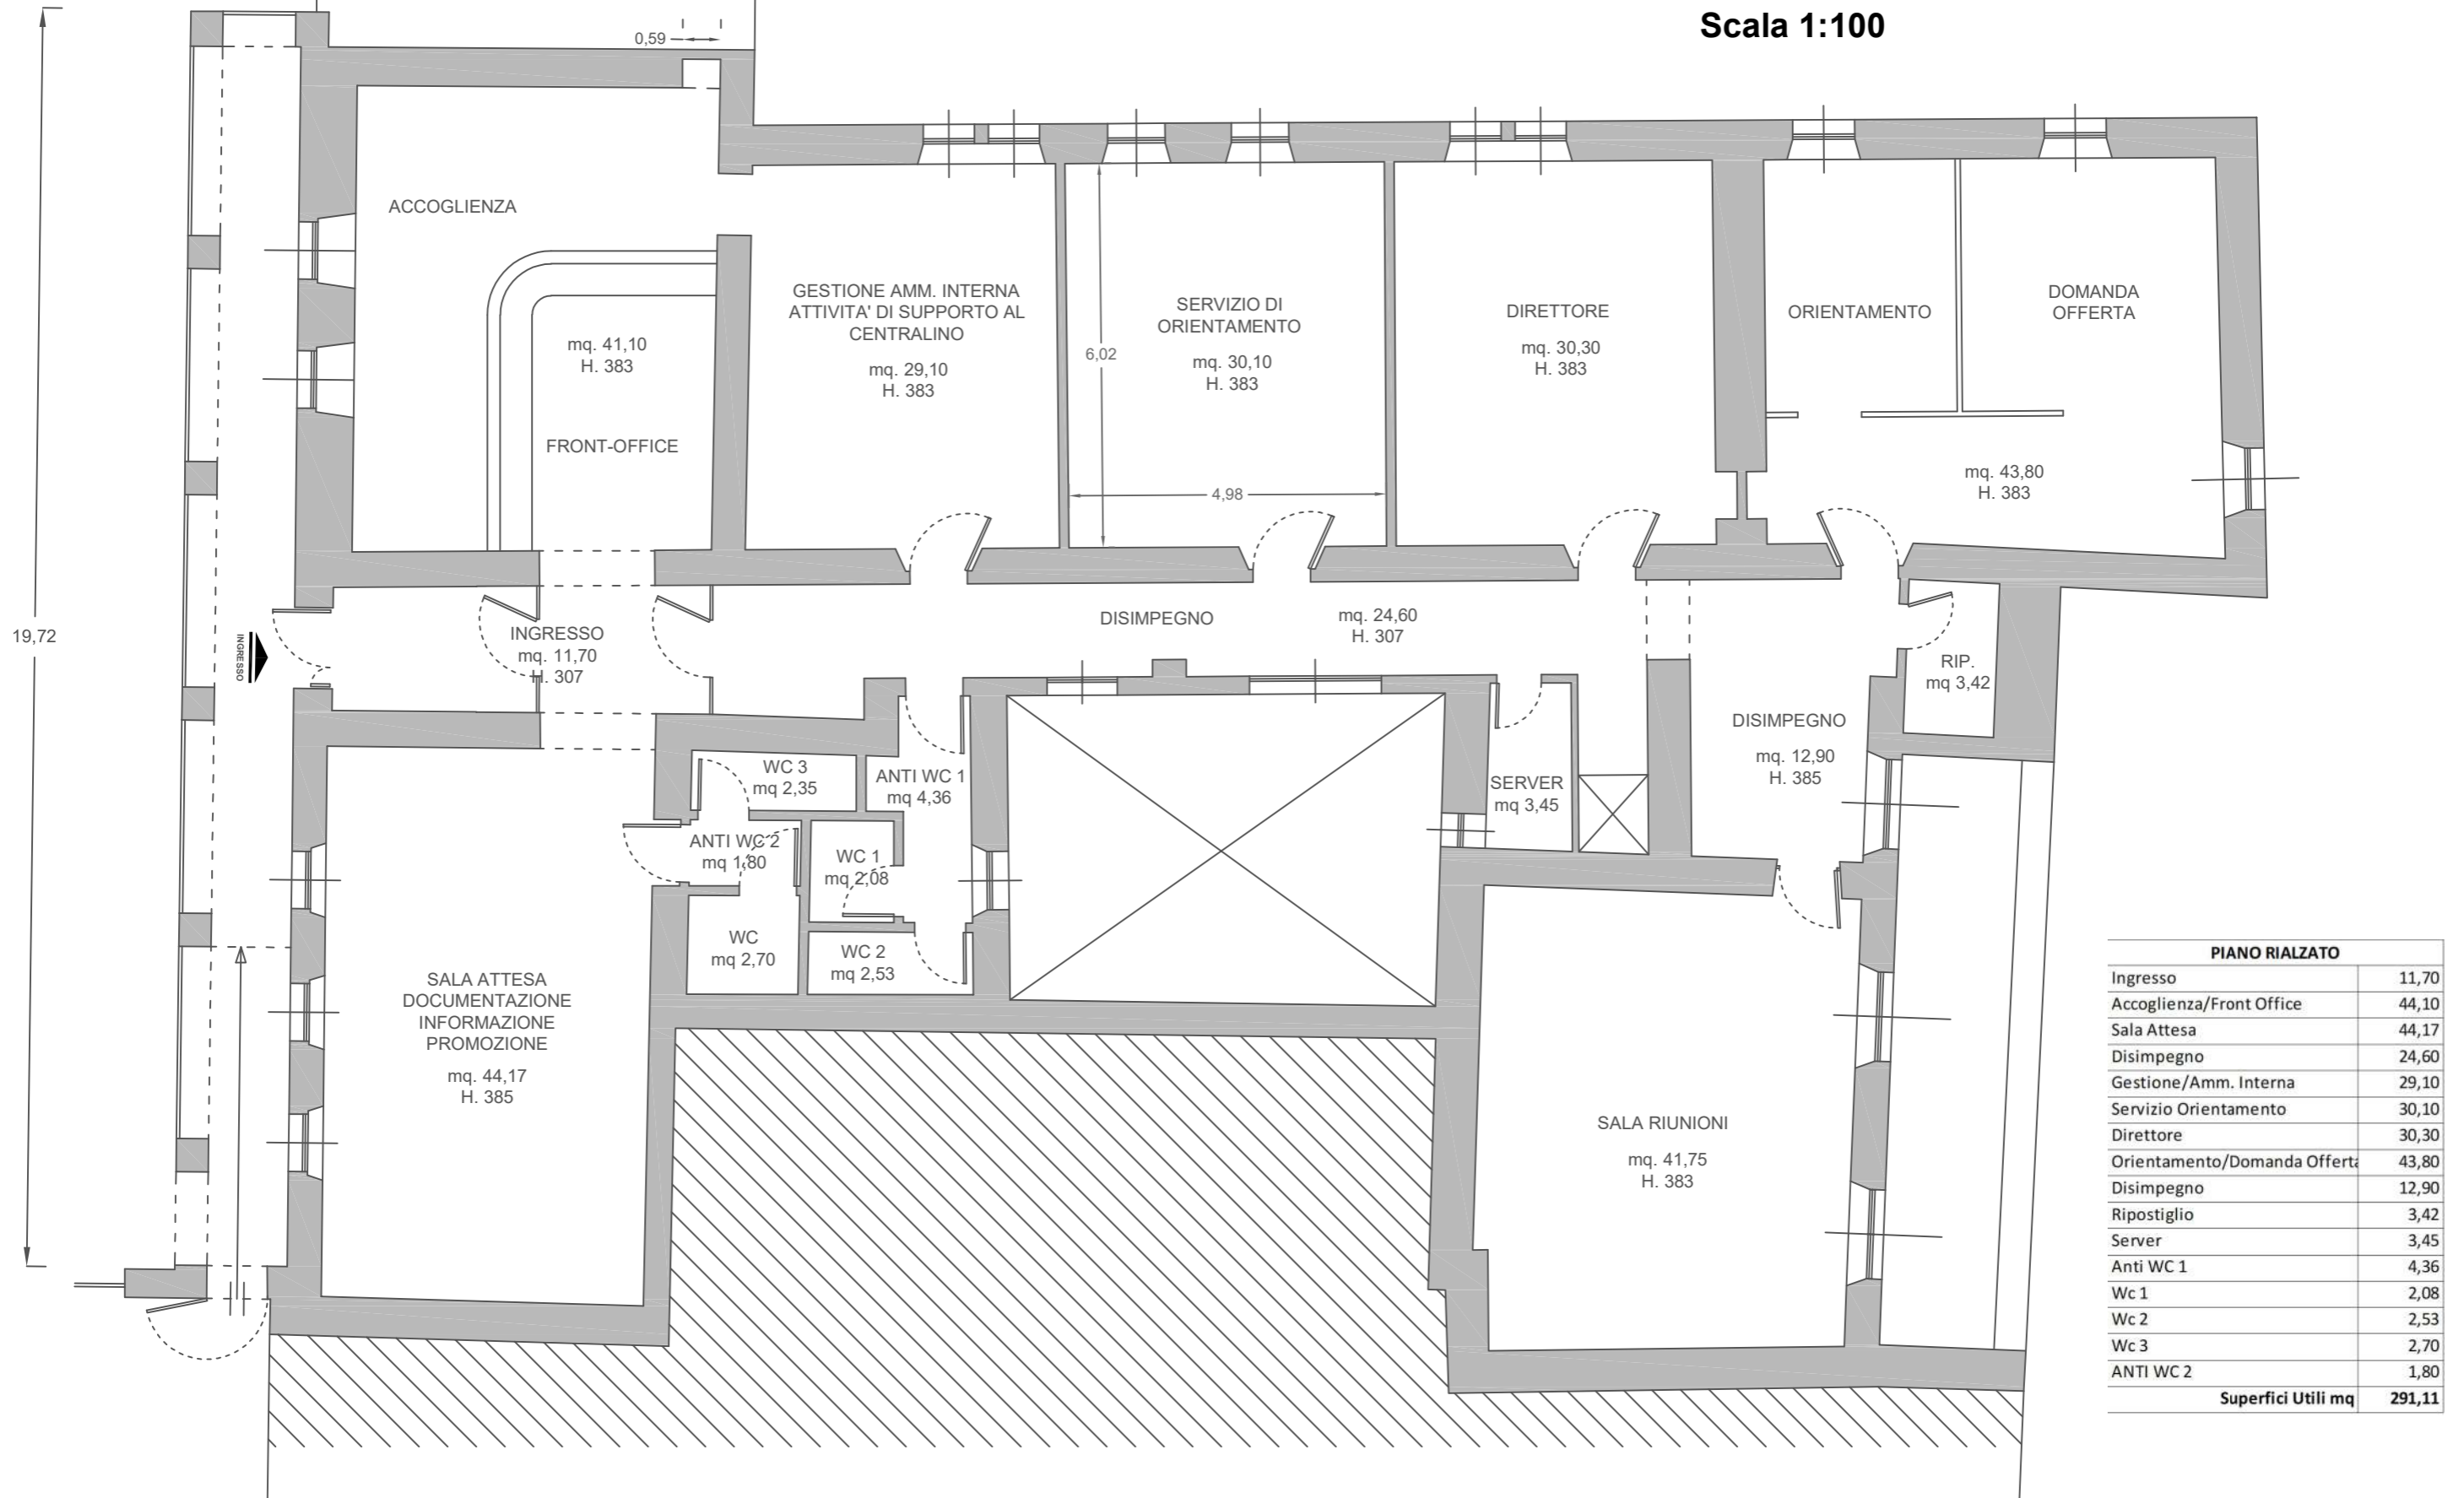 Scala 1:100
0,59
19,72
ACCOGLIENZA
mq. 41,10
H. 383
FRONT-OFFICE
GESTIONE AMM. INTERNA
ATTIVITA' DI SUPPORTO AL
CENTRALINO
mq. 29,10
H. 383
SERVIZIO DI
ORIENTAMENTO
mq. 30,10
H. 383
6,02
4,98
DIRETTORE
mq. 30,30
H. 383
ORIENTAMENTO
DOMANDA
OFFERTA
mq. 43,80
H. 383
INGRESSO
INGRESSO
mq. 11,70
H. 307
DISIMPEGNO
mq. 24,60
H. 307
RIP.
mq 3,42
DISIMPEGNO
mq. 12,90
H. 385
WC 3
mq 2,35
ANTI WC 1
mq 4,36
SERVER
mq 3,45
ANTI WC 2
mq 1,80
WC 1
mq 2,08
WC
mq 2,70
WC 2
mq 2,53
SALA ATTESA
DOCUMENTAZIONE
INFORMAZIONE
PROMOZIONE
mq. 44,17
H. 385
SALA RIUNIONI
mq. 41,75
H. 383
PIANO RIALZATO
Ingresso 11,70
Accoglienza/Front Office 44,10
Sala Attesa 44,17
Disimpegno 24,60
Gestione/Amm. Interna 29,10
Servizio Orientamento 30,10
Direttore 30,30
Orientamento/Domanda Offerta 43,80
Disimpegno 12,90
Ripostiglio 3,42
Server 3,45
Anti WC 1 4,36
Wc 1 2,08
Wc 2 2,53
Wc 3 2,70
ANTI WC 2 1,80
Superfici Utili mq 291,11